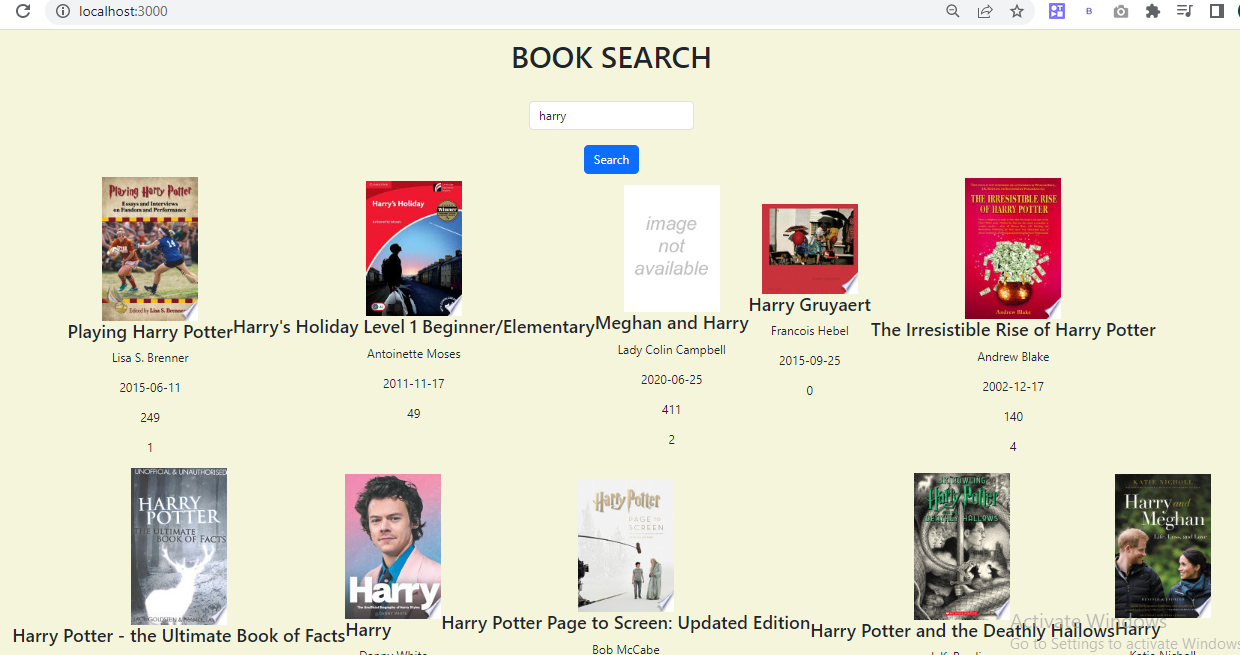 localhost:3000
B
BOOK SEARCH
harry
Search
Playing Harry Potter
Essays and Interviews
on Fandom and Performance
Edited by Lisa S. Brenner
Playing Harry Potter
Lisa S. Brenner
2015-06-11
249
1
Harry's Holiday
Winner
Harry's Holiday Level 1 Beginner/Elementary
Antoinette Moses
2011-11-17
49
image
not
available
Meghan and Harry
Lady Colin Campbell
2020-06-25
411
2
Harry Gruyaert
Francois Hebel
2015-09-25
0
THE IRRESISTIBLE RISE
OF HARRY POTTER
Andrew Blake
The Irresistible Rise of Harry Potter
Andrew Blake
2002-12-17
140
4
UNOFFICIAL & UNAUTHORISED
HARRY
POTTER
THE ULTIMATE
BOOK OF FACTS
Harry Potter - the Ultimate Book of Facts
Harry
The Unofficial Biography of Harry Styles
Harry
Danny White
Harry Potter
PAGE TO
SCREEN
Harry Potter Page to Screen: Updated Edition
Bob McCabe
J.K. ROWLING
Harry Potter
DEATHLY HALLOWS
Harry Potter and the Deathly Hallows
KATIE NICHOLL
Harry and
Meghan
Life, Loss, and Love
Harry
Katie Nicholl
Activate Windows
Go to Settings to activate Windows